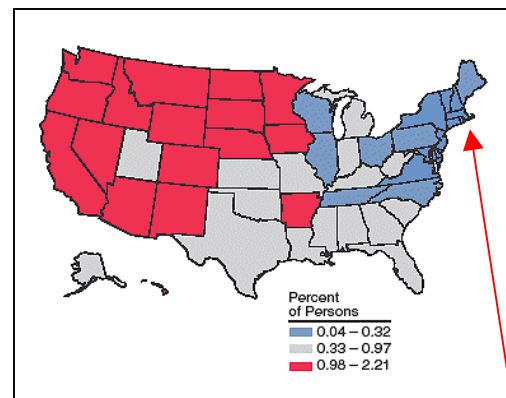 Percent
of Persons
0.04 – 0.32
0.33 – 0.97
0.98 – 2.21